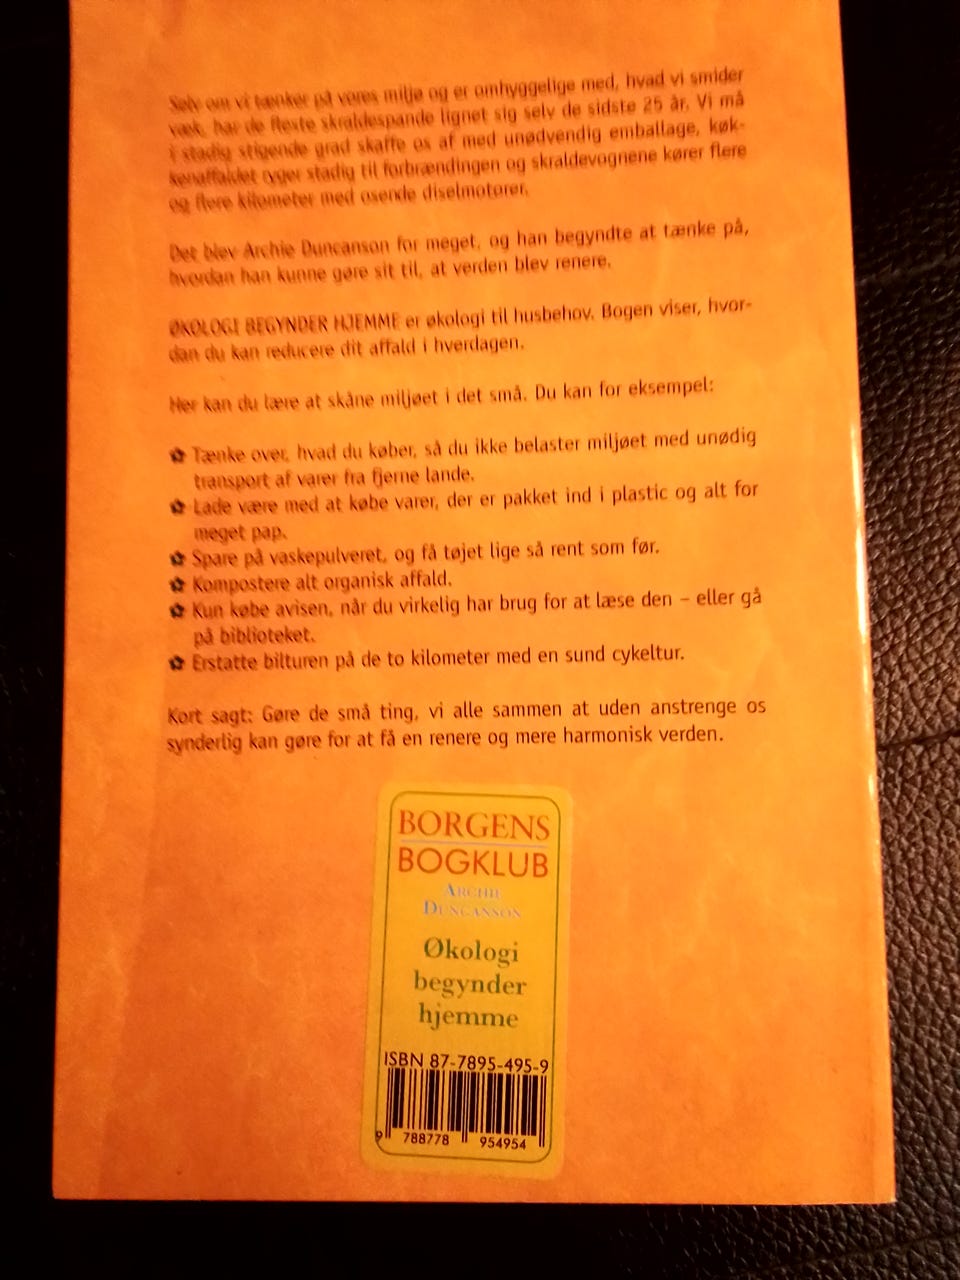 Selv om vi tænker på vores miljø og er omhyggelige med, hvad vi smider
væk, har de fleste skraldespande lignet sig selv de sidste 25 år. Vi må
i stadig stigende grad skaffe os af med unødvendig emballage, køk-
kenaffaldet ryger stadig til forbrændingen og skraldevognene kører flere
og flere kilometer med osende dieselmotorer.
Det blev Archie Duncanson for meget, og han begyndte at tænke på,
hvordan han kunne gøre sit til, at verden blev renere.
ØKOLOGI BEGYNDER HJEMME er økologi til husbehov. Bogen viser, hvor-
dan du kan reducere dit affald i hverdagen.
Her kan du lære at skåne miljøet i det små. Du kan for eksempel:
Tænke over, hvad du køber, så du ikke belaster miljøet med unødig
transport af varer fra fjerne lande.
Lade være med at købe varer, der er pakket ind i plastic og alt for
meget pap.
Spare på vaskepulveret, og få tøjet lige så rent som før.
Kompostere alt organisk affald.
Kun købe avisen, når du virkelig har brug for at læse den – eller gå
på biblioteket.
Erstatte bilturen på de to kilometer med en sund cykeltur.
Kort sagt: Gøre de små ting, vi alle sammen at uden anstrenge os
synderlig kan gøre for at få en renere og mere harmonisk verden.
BORGENS
BOGKLUB
ARCHIE
DUNCANSON
Økologi
begynder
hjemme
ISBN 87-7895-495-9
9 788778 954954